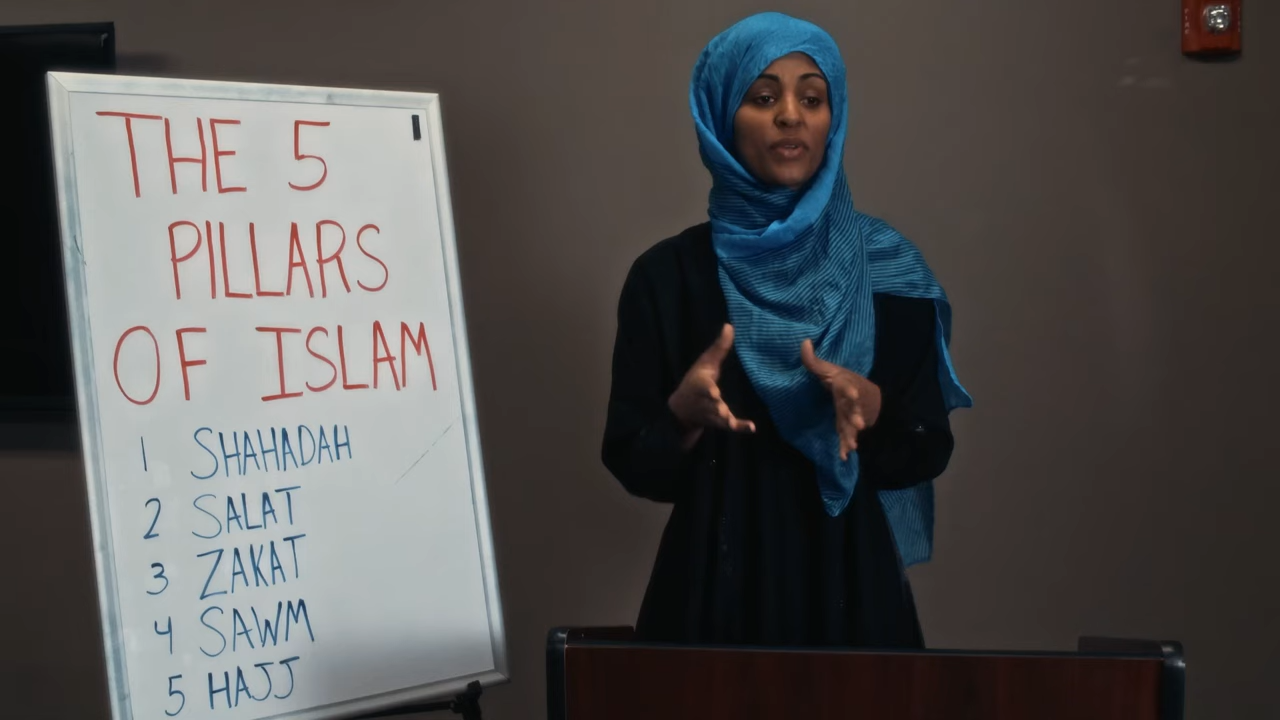 THE 5
PILLARS
OF ISLAM
1 SHAHADAH
2 SALAT
3 ZAKAT
4 SAWM
5 HAJJ